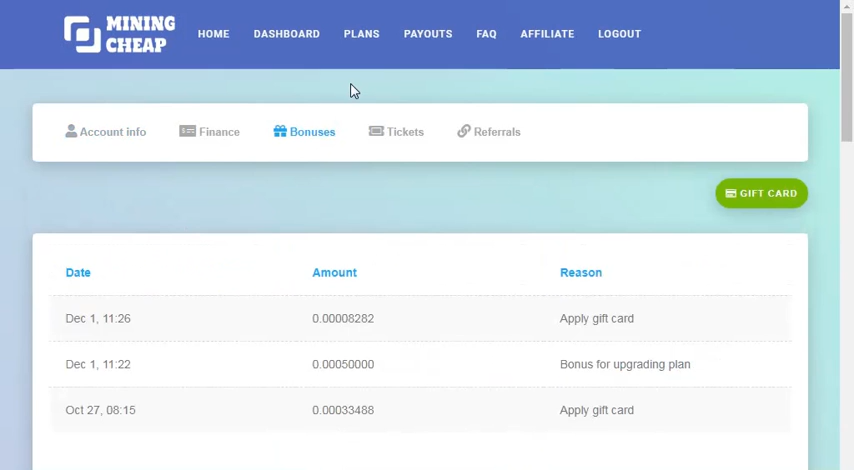 MINING CHEAP
HOME DASHBOARD PLANS PAYOUTS FAQ AFFILIATE LOGOUT
Account info Finance Bonuses Tickets Referrals
GIFT CARD
Date Amount Reason
Dec 1, 11:26 0.00008282 Apply gift card
Dec 1, 11:22 0.00050000 Bonus for upgrading plan
Oct 27, 08:15 0.00033488 Apply gift card